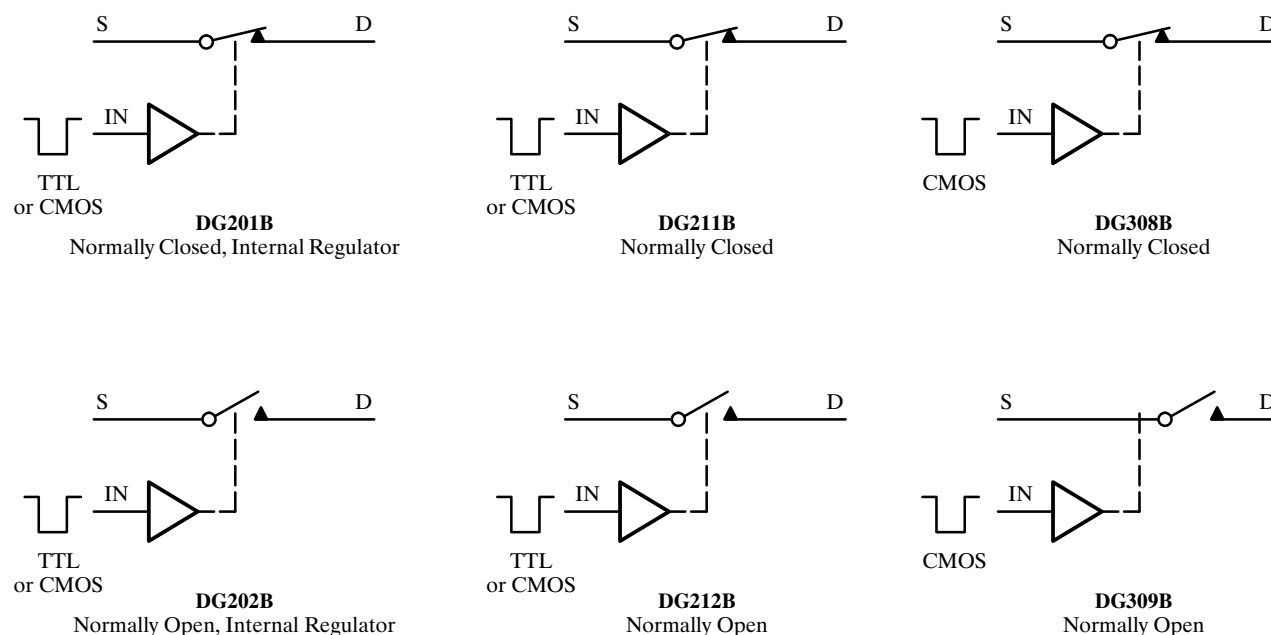 S D
IN
TTL
or CMOS
DG201B
Normally Closed, Internal Regulator
S D
IN
TTL
or CMOS
DG211B
Normally Closed
S D
IN
CMOS
DG308B
Normally Closed
S D
IN
TTL
or CMOS
DG202B
Normally Open, Internal Regulator
S D
IN
TTL
or CMOS
DG212B
Normally Open
S D
IN
CMOS
DG309B
Normally Open